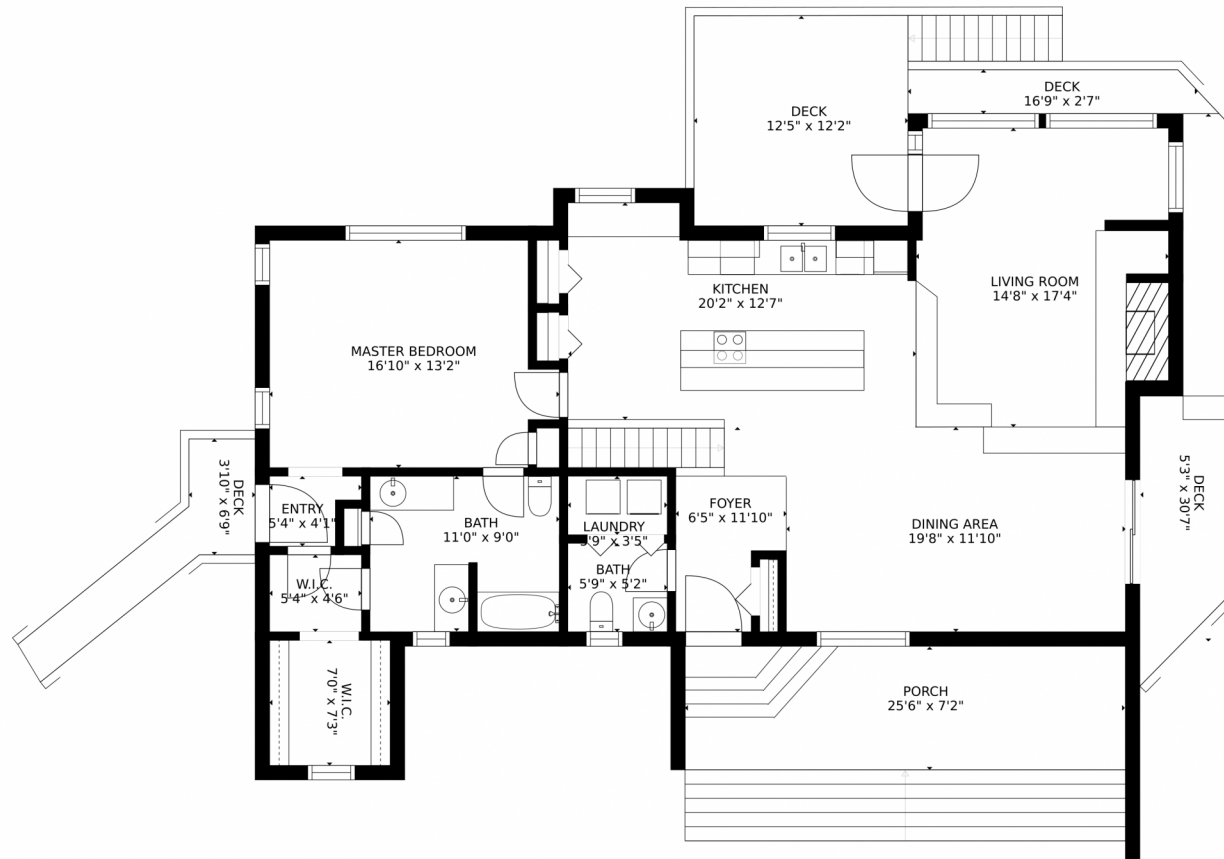 DECK
16'9" x 2'7"
DECK
12'5" x 12'2"
LIVING ROOM
14'8" x 17'4"
KITCHEN
20'2" x 12'7"
MASTER BEDROOM
16'10" x 13'2"
DECK
3'10" x 6'9"
ENTRY
5'4" x 4'1"
BATH
11'0" x 9'0"
LAUNDRY
5'9" x 3'5"
FOYER
6'5" x 11'10"
DINING AREA
19'8" x 11'10"
DECK
5'3" x 30'7"
W.I.C.
5'4" x 4'6"
BATH
5'9" x 5'2"
W.I.C.
7'0" x 7'3"
PORCH
25'6" x 7'2"